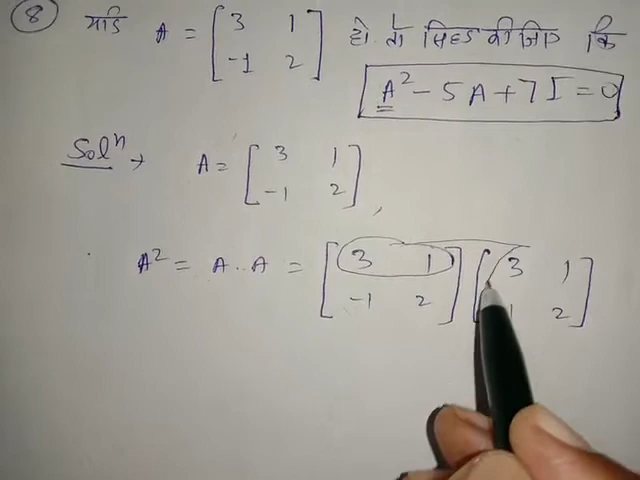 8 यदि A = [3 1; -1 2] हो तो सिद्ध कीजिए कि
A² - 5A + 7I = 0
Solⁿ → A = [3 1; -1 2],
A² = A.A = [3 1; -1 2] [3 1; 1 2]